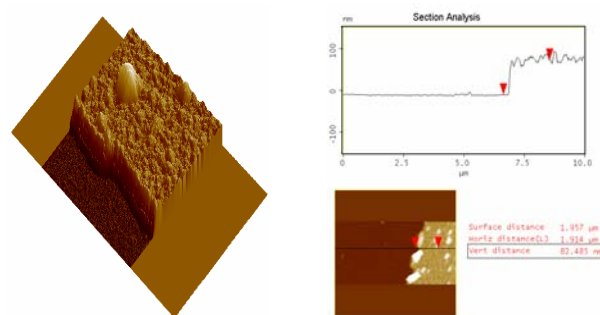 Section Analysis
nm
100
0
-100
0 2.5 5.0 7.5 10.0
µm
Surface distance 1.957 µm
Horiz distance(L) 1.914 µm
Vert distance 82.485 nm